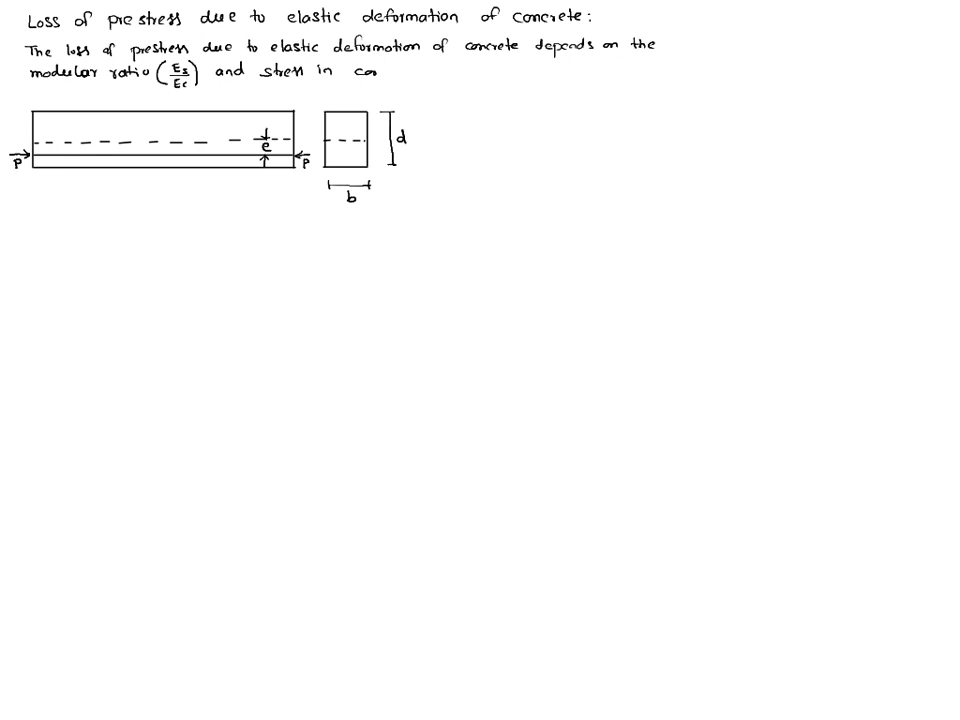 Loss of prestress due to elastic deformation of concrete:
The loss of prestress due to elastic deformation of concrete depends on the
modular ratio (Es/Ec) and stress in co
e
P
P
d
b